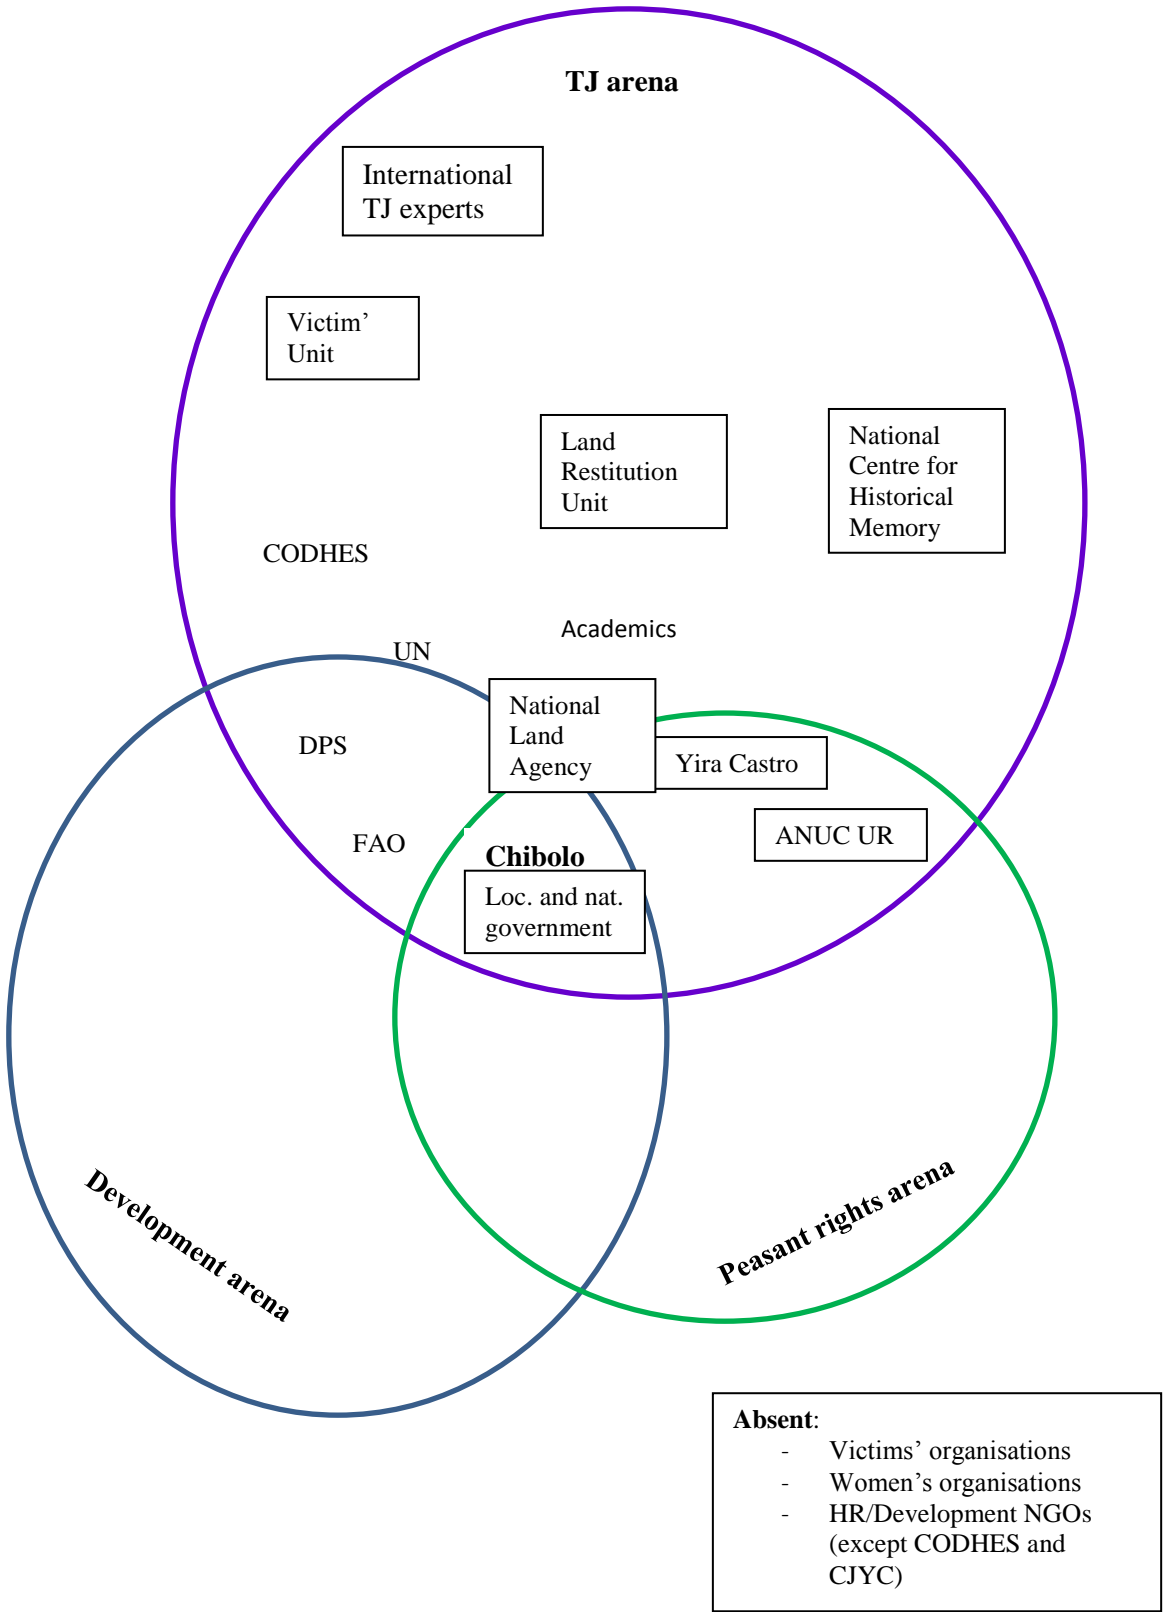 TJ arena
International
TJ experts
Victim’
Unit
Land
Restitution
Unit
National
Centre for
Historical
Memory
CODHES
Academics
UN
National
Land
Agency
DPS
Yira Castro
ANUC UR
FAO
Chibolo
Loc. and nat.
government
Development arena
Peasant rights arena
Absent:
- Victims’ organisations
- Women’s organisations
- HR/Development NGOs
(except CODHES and
CJYC)